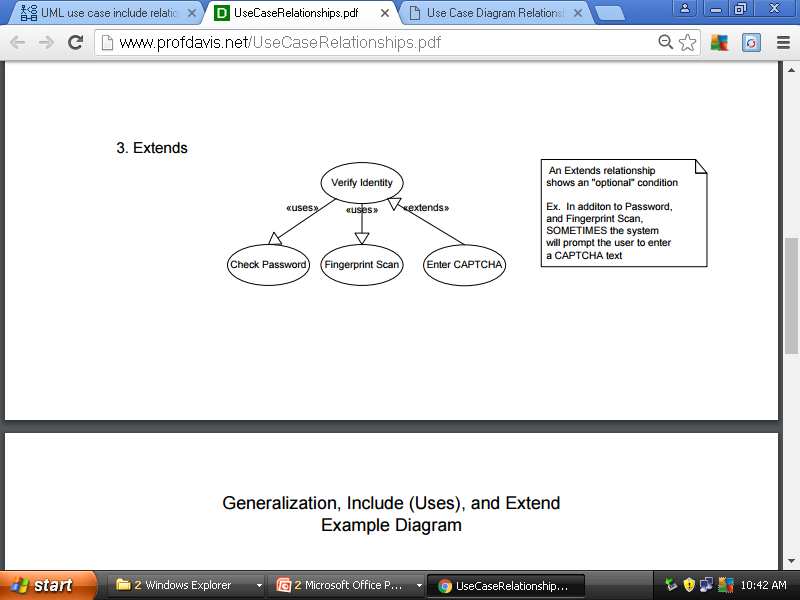 UML use case include relatio
UseCaseRelationships.pdf
Use Case Diagram Relations
www.profdavis.net/UseCaseRelationships.pdf
3. Extends
Verify Identity
«uses»
«uses»
«extends»
Check Password
Fingerprint Scan
Enter CAPTCHA
An Extends relationship
shows an "optional" condition
Ex. In additon to Password,
and Fingerprint Scan,
SOMETIMES the system
will prompt the user to enter
a CAPTCHA text
Generalization, Include (Uses), and Extend
Example Diagram
start
2 Windows Explorer
2 Microsoft Office P...
UseCaseRelationship...
10:42 AM